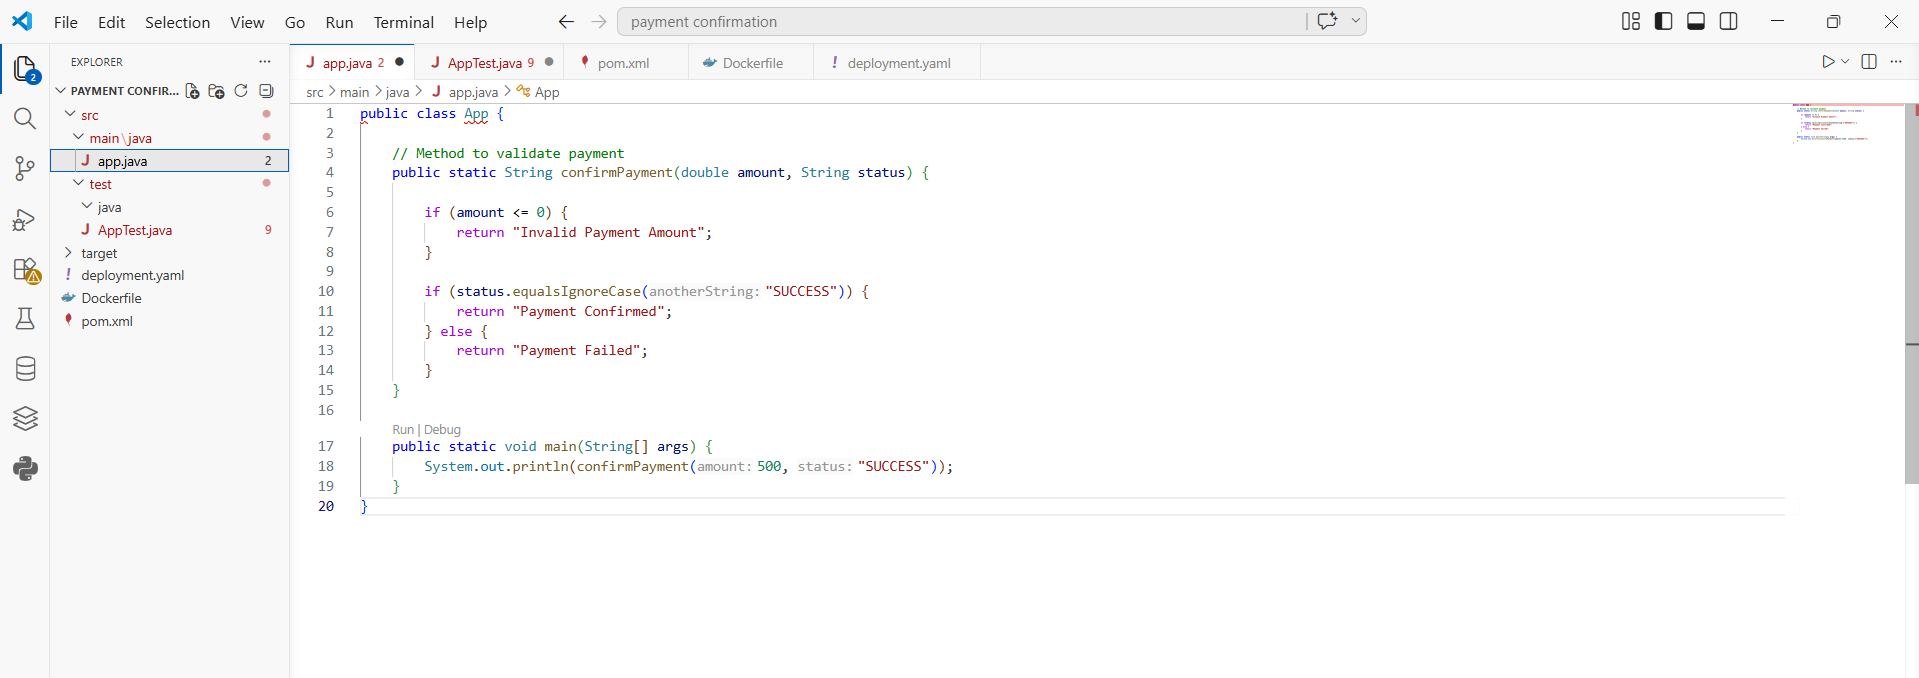 File Edit Selection View Go Run Terminal Help
payment confirmation
EXPLORER
PAYMENT CONFIR...
src
main\java
J app.java 2
test
java
J AppTest.java 9
target
! deployment.yaml
Dockerfile
pom.xml
2
J app.java 2 J AppTest.java 9 pom.xml Dockerfile ! deployment.yaml
src > main > java > J app.java > App
1 public class App {
2
3 // Method to validate payment
4 public static String confirmPayment(double amount, String status) {
5
6 if (amount <= 0) {
7 return "Invalid Payment Amount";
8 }
9
10 if (status.equalsIgnoreCase(anotherString: "SUCCESS")) {
11 return "Payment Confirmed";
12 } else {
13 return "Payment Failed";
14 }
15 }
16
Run | Debug
17 public static void main(String[] args) {
18 System.out.println(confirmPayment(amount: 500, status: "SUCCESS"));
19 }
20 }